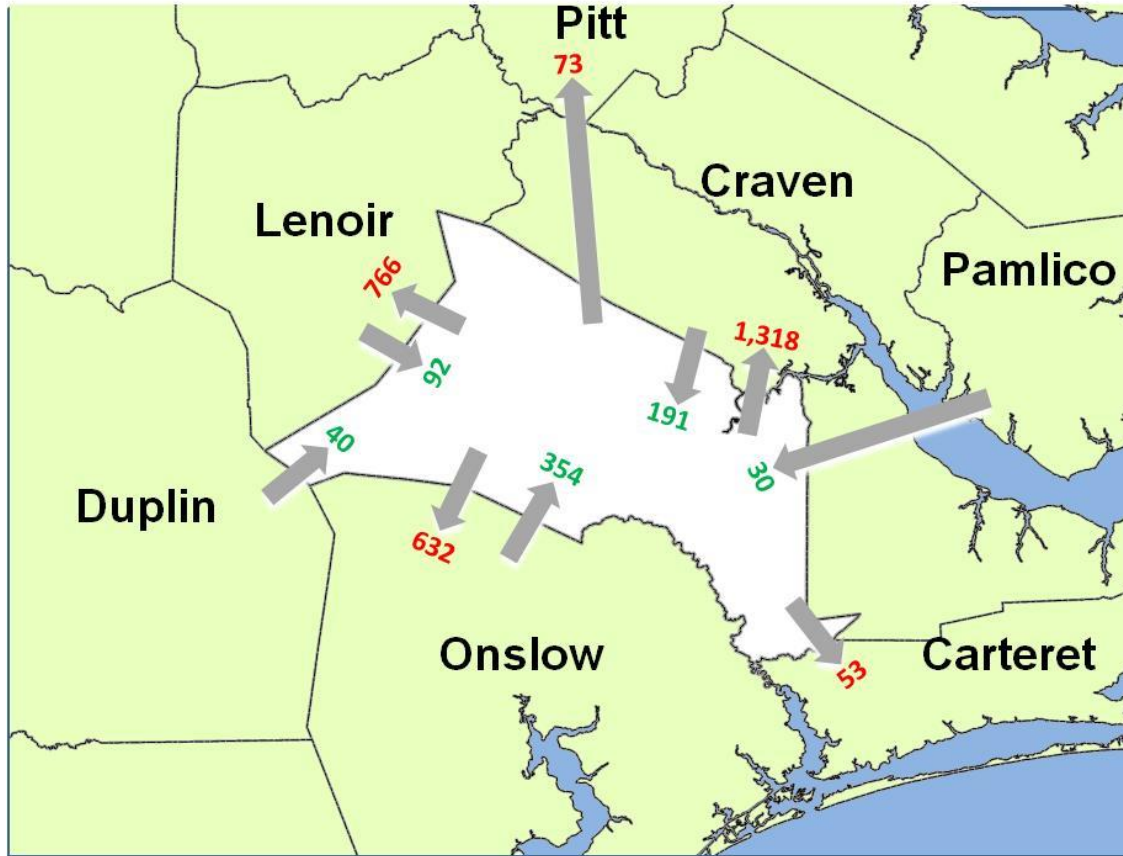 Pitt
73
Craven
Lenoir
Pamlico
766
1,318
92
191
40
354
30
Duplin
632
Onslow
Carteret
53